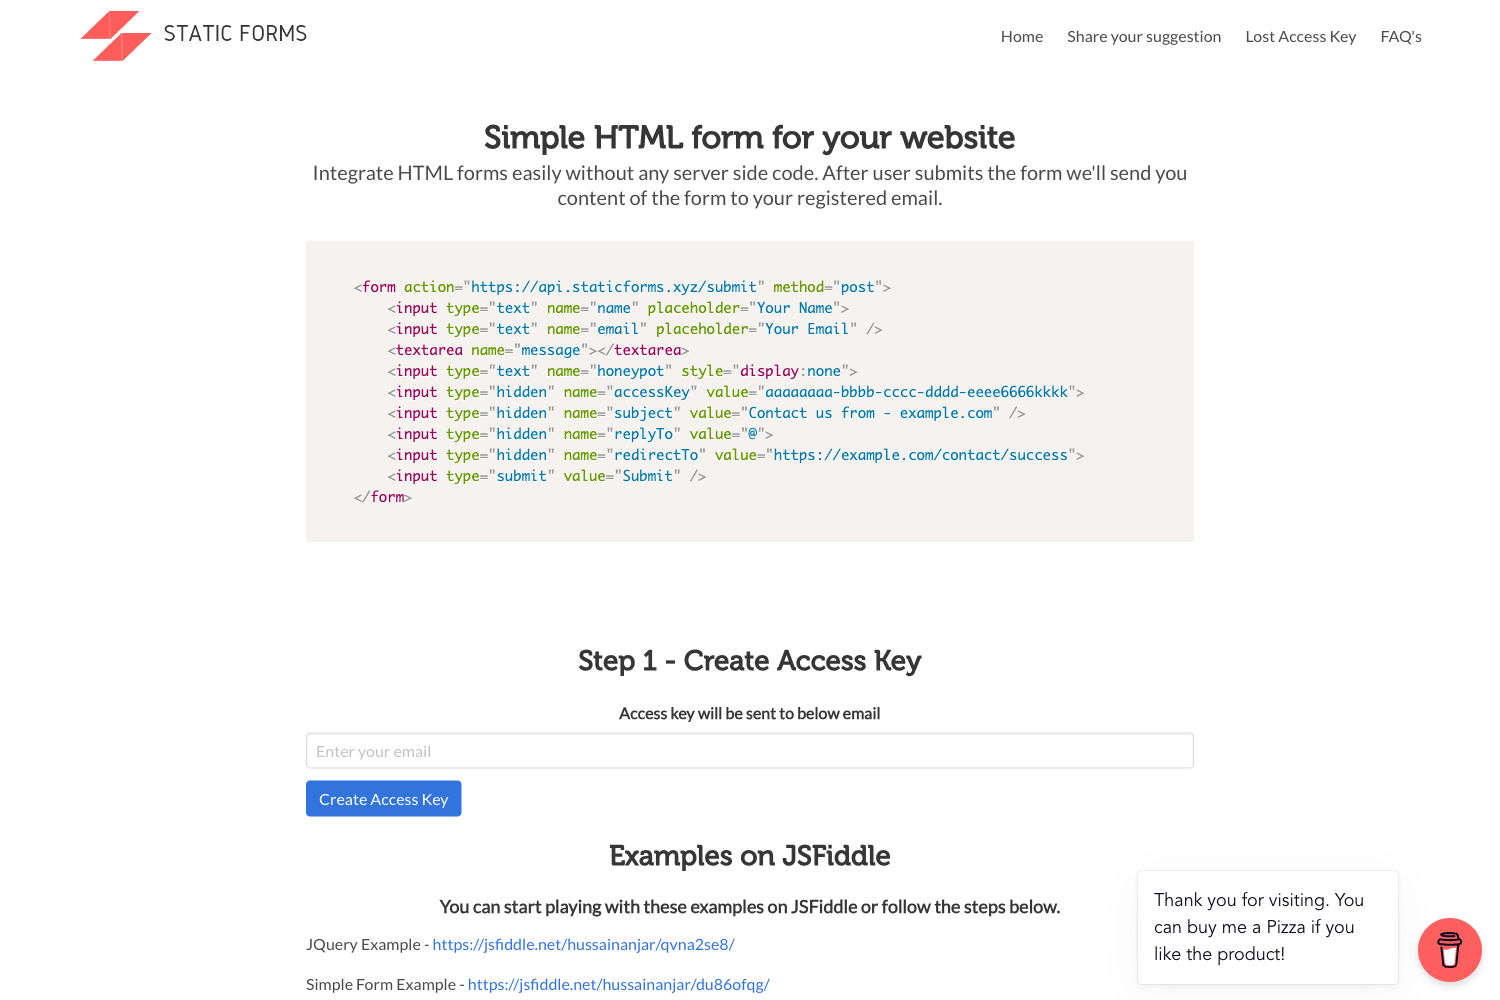 STATIC FORMS
Home
Share your suggestion
Lost Access Key
FAQ's
Simple HTML form for your website
Integrate HTML forms easily without any server side code. After user submits the form we'll send you
content of the form to your registered email.
<form action="https://api.staticforms.xyz/submit" method="post">
    <input type="text" name="name" placeholder="Your Name">
    <input type="text" name="email" placeholder="Your Email" />
    <textarea name="message"></textarea>
    <input type="text" name="honeypot" style="display:none">
    <input type="hidden" name="accessKey" value="aaaaaaaa-bbbb-cccc-dddd-eeee6666kkkk">
    <input type="hidden" name="subject" value="Contact us from - example.com" />
    <input type="hidden" name="replyTo" value="@">
    <input type="hidden" name="redirectTo" value="https://example.com/contact/success">
    <input type="submit" value="Submit" />
</form>
Step 1 - Create Access Key
Access key will be sent to below email
Enter your email
Create Access Key
Examples on JSFiddle
You can start playing with these examples on JSFiddle or follow the steps below.
JQuery Example - https://jsfiddle.net/hussainanjar/qvna2se8/
Simple Form Example - https://jsfiddle.net/hussainanjar/du86ofqg/
Thank you for visiting. You
can buy me a Pizza if you
like the product!